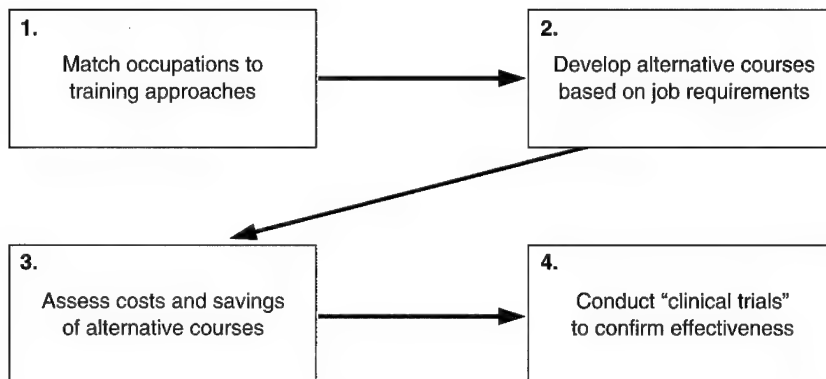 1.
Match occupations to
training approaches
2.
Develop alternative courses
based on job requirements
3.
Assess costs and savings
of alternative courses
4.
Conduct “clinical trials”
to confirm effectiveness